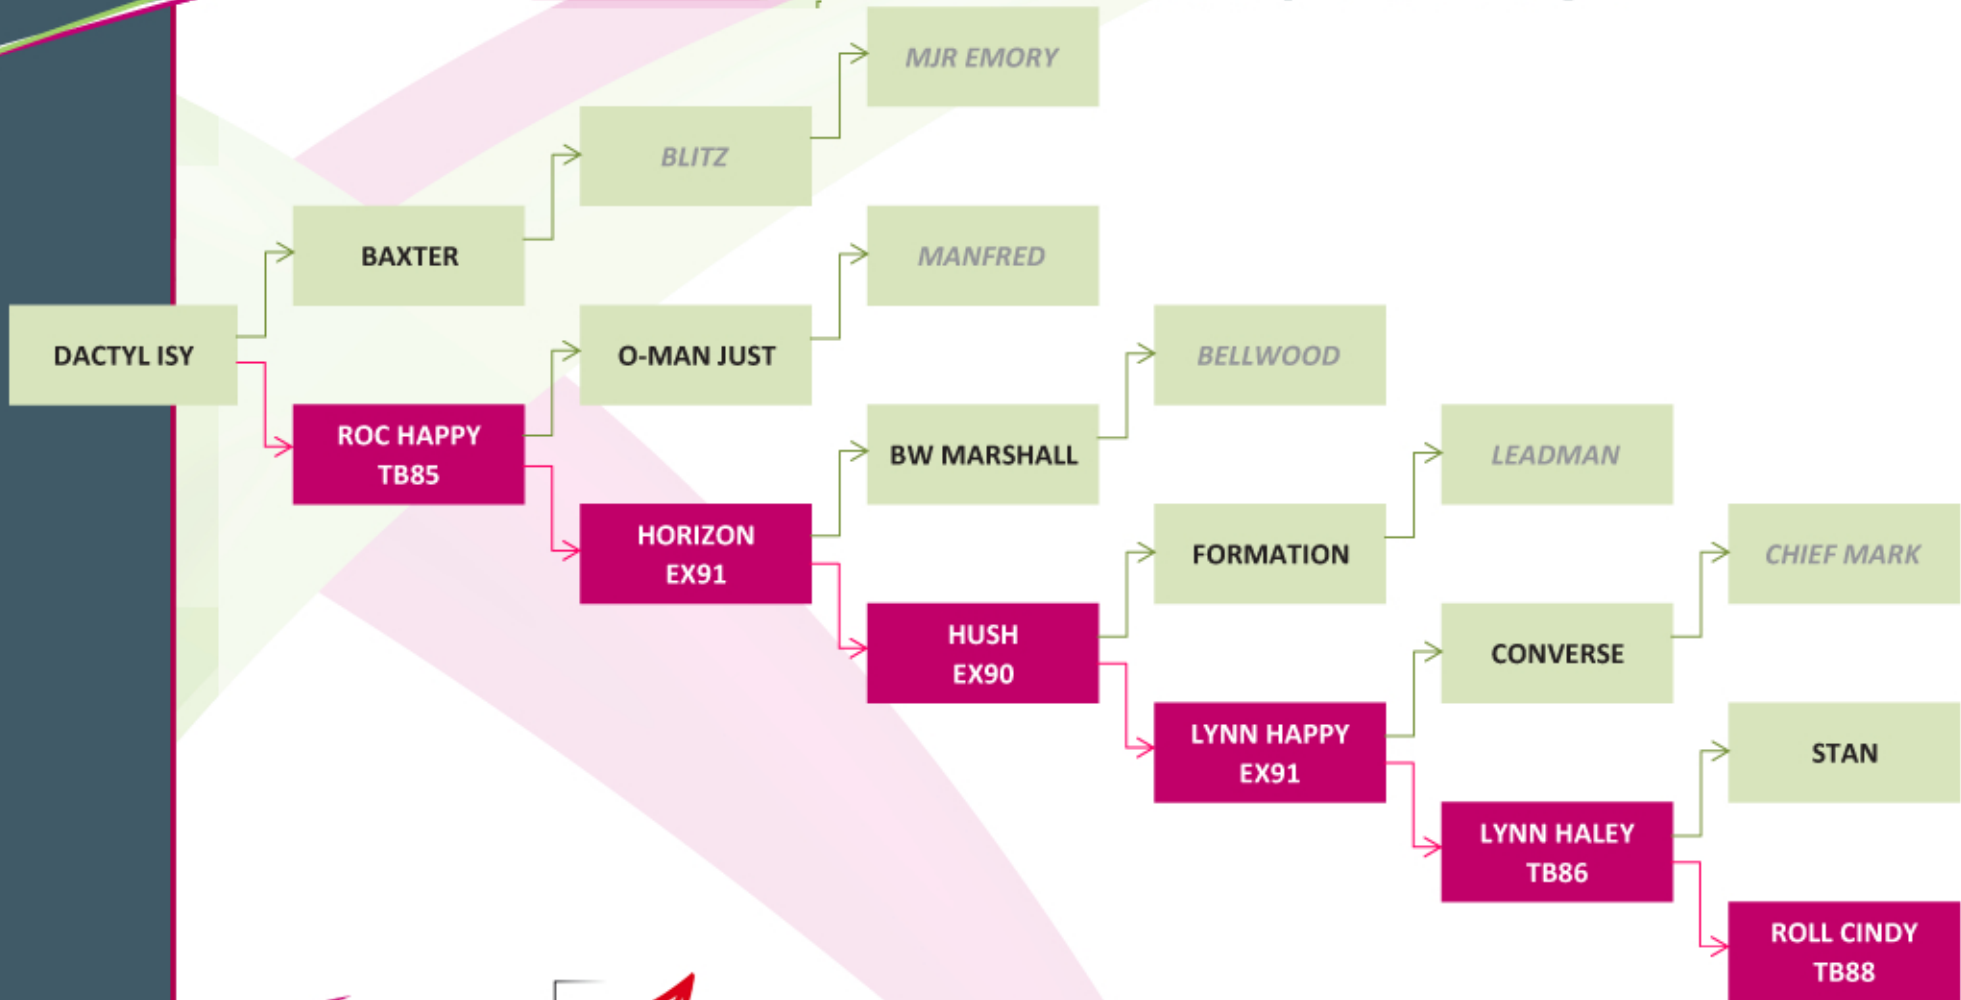 MJR EMORY
BLITZ
BAXTER
MANFRED
DACTYL ISY
O-MAN JUST
BELLWOOD
ROC HAPPY
TB85
BW MARSHALL
LEADMAN
HORIZON
EX91
FORMATION
CHIEF MARK
HUSH
EX90
CONVERSE
LYNN HAPPY
EX91
STAN
LYNN HALEY
TB86
ROLL CINDY
TB88